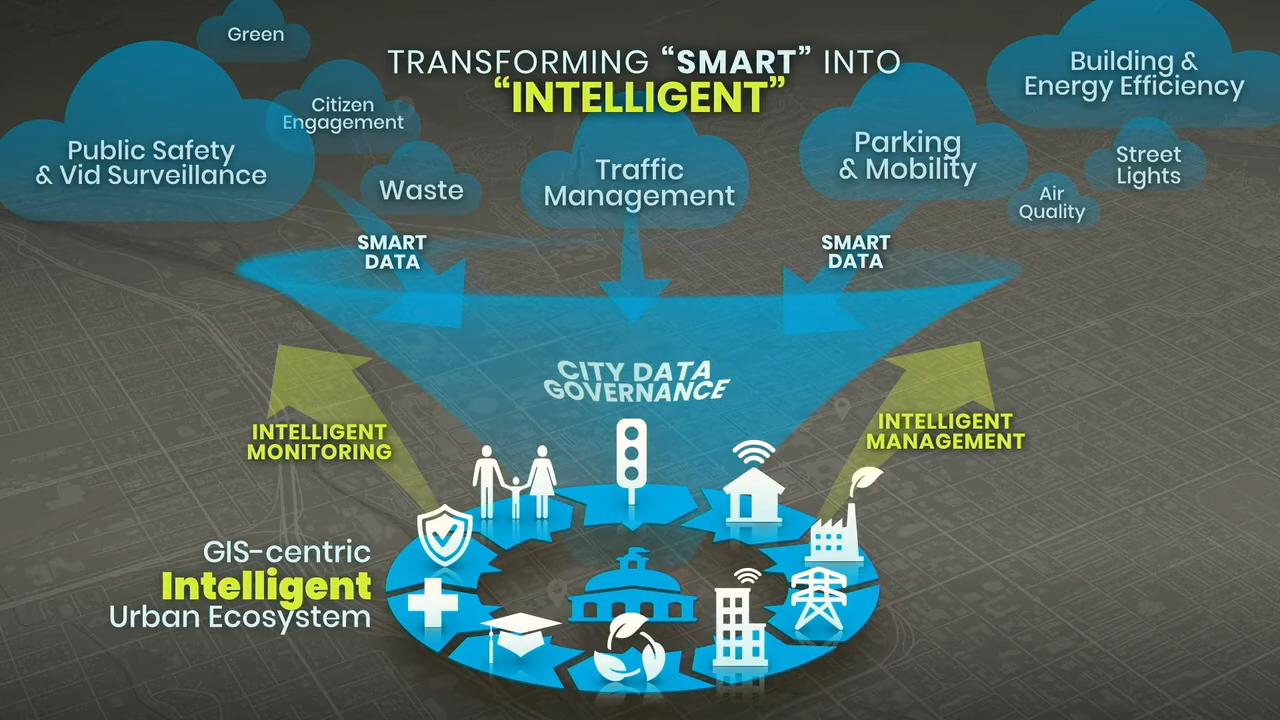 Green
TRANSFORMING “SMART” INTO
“INTELLIGENT”
Building &
Energy Efficiency
Citizen
Engagement
Public Safety
& Vid Surveillance
Waste
Traffic
Management
Parking
& Mobility
Street
Lights
Air
Quality
SMART
DATA
SMART
DATA
CITY DATA
GOVERNANCE
INTELLIGENT
MONITORING
INTELLIGENT
MANAGEMENT
GIS-centric
Intelligent
Urban Ecosystem